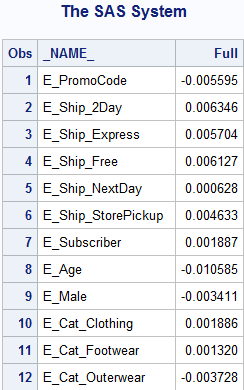 The SAS System
Obs _NAME_ Full
1 E_PromoCode -0.005595
2 E_Ship_2Day 0.006346
3 E_Ship_Express 0.005704
4 E_Ship_Free 0.006127
5 E_Ship_NextDay 0.000628
6 E_Ship_StorePickup 0.004633
7 E_Subscriber 0.001887
8 E_Age -0.010585
9 E_Male -0.003411
10 E_Cat_Clothing 0.001886
11 E_Cat_Footwear 0.001320
12 E_Cat_Outerwear -0.003728